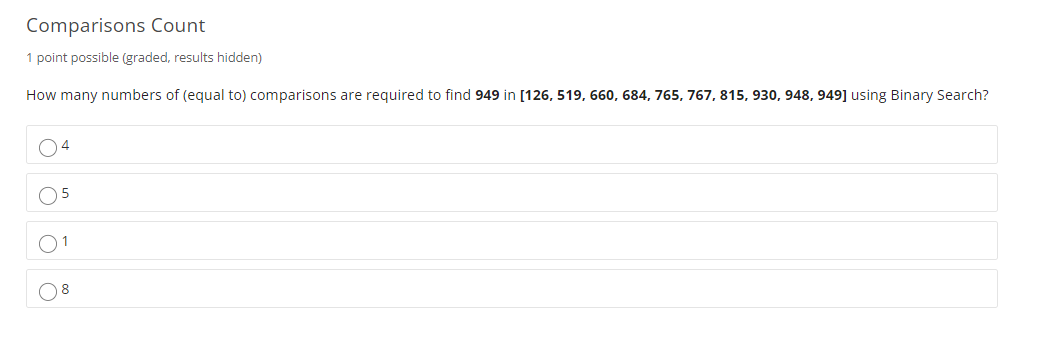 Comparisons Count
1 point possible (graded, results hidden)
How many numbers of (equal to) comparisons are required to find 949 in [126, 519, 660, 684, 765, 767, 815, 930, 948, 949] using Binary Search?
4
5
1
8